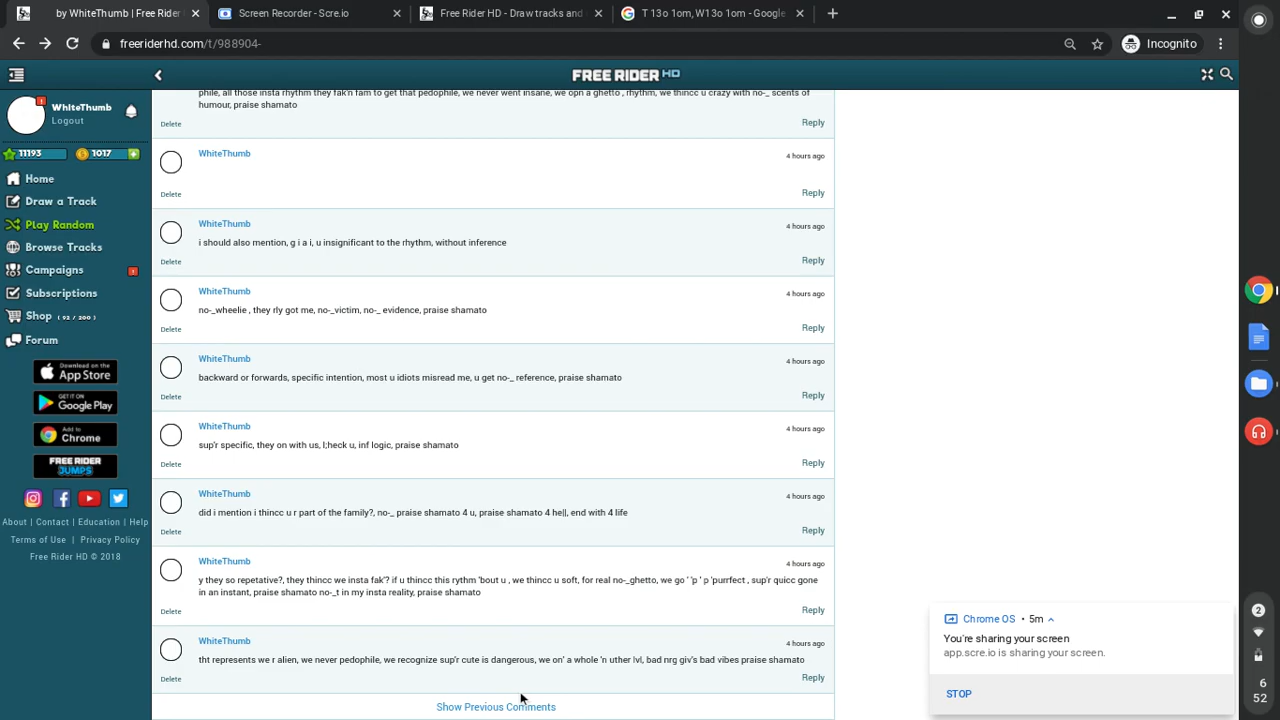 Screen Recorder - Scre.io
Free Rider HD - Draw tracks and
T 13o 1om, W13o 1om - Google
freeriderhd.com/t/988904-
Incognito
FREE RIDER HD
WhiteThumb
Logout
11193
1017
Home
Draw a Track
Play Random
Browse Tracks
Campaigns
Subscriptions
Shop ( 92 / 200 )
Forum
Download on the
App Store
GET IT ON
Google Play
Add to
Chrome
FREE RIDER
JUMPS
About | Contact | Education | Help
Terms of Use | Privacy Policy
Free Rider HD © 2018
phile, all those insta rhythm they fak'n fam to get that pedophile, we never went insane, we opn a ghetto , rhythm, we thincc u crazy with no-_ scents of
humour, praise shamato
Delete
Reply
WhiteThumb
4 hours ago
Delete
Reply
WhiteThumb
4 hours ago
i should also mention, g i a i, u insignificant to the rhythm, without inference
Delete
Reply
WhiteThumb
4 hours ago
no-_wheelie , they rly got me, no-_victim, no-_ evidence, praise shamato
Delete
Reply
WhiteThumb
4 hours ago
backward or forwards, specific intention, most u idiots misread me, u get no-_ reference, praise shamato
Delete
Reply
WhiteThumb
4 hours ago
sup'r specific, they on with us, l;heck u, inf logic, praise shamato
Delete
Reply
WhiteThumb
4 hours ago
did i mention i thincc u r part of the family?, no-_ praise shamato 4 u, praise shamato 4 he||, end with 4 life
Delete
Reply
WhiteThumb
4 hours ago
y they so repetative?, they thincc we insta fak'? if u thincc this rythm 'bout u , we thincc u soft, for real no-_ghetto, we go ' 'p ' p 'purrfect , sup'r quicc gone
in an instant, praise shamato no-_t in my insta reality, praise shamato
Delete
Reply
WhiteThumb
4 hours ago
tht represents we r alien, we never pedophile, we recognize sup'r cute is dangerous, we on' a whole 'n uther |v|, bad nrg giv's bad vibes praise shamato
Delete
Reply
Show Previous Comments
Chrome OS • 5m
You're sharing your screen
app.scre.io is sharing your screen.
STOP
2
6
52